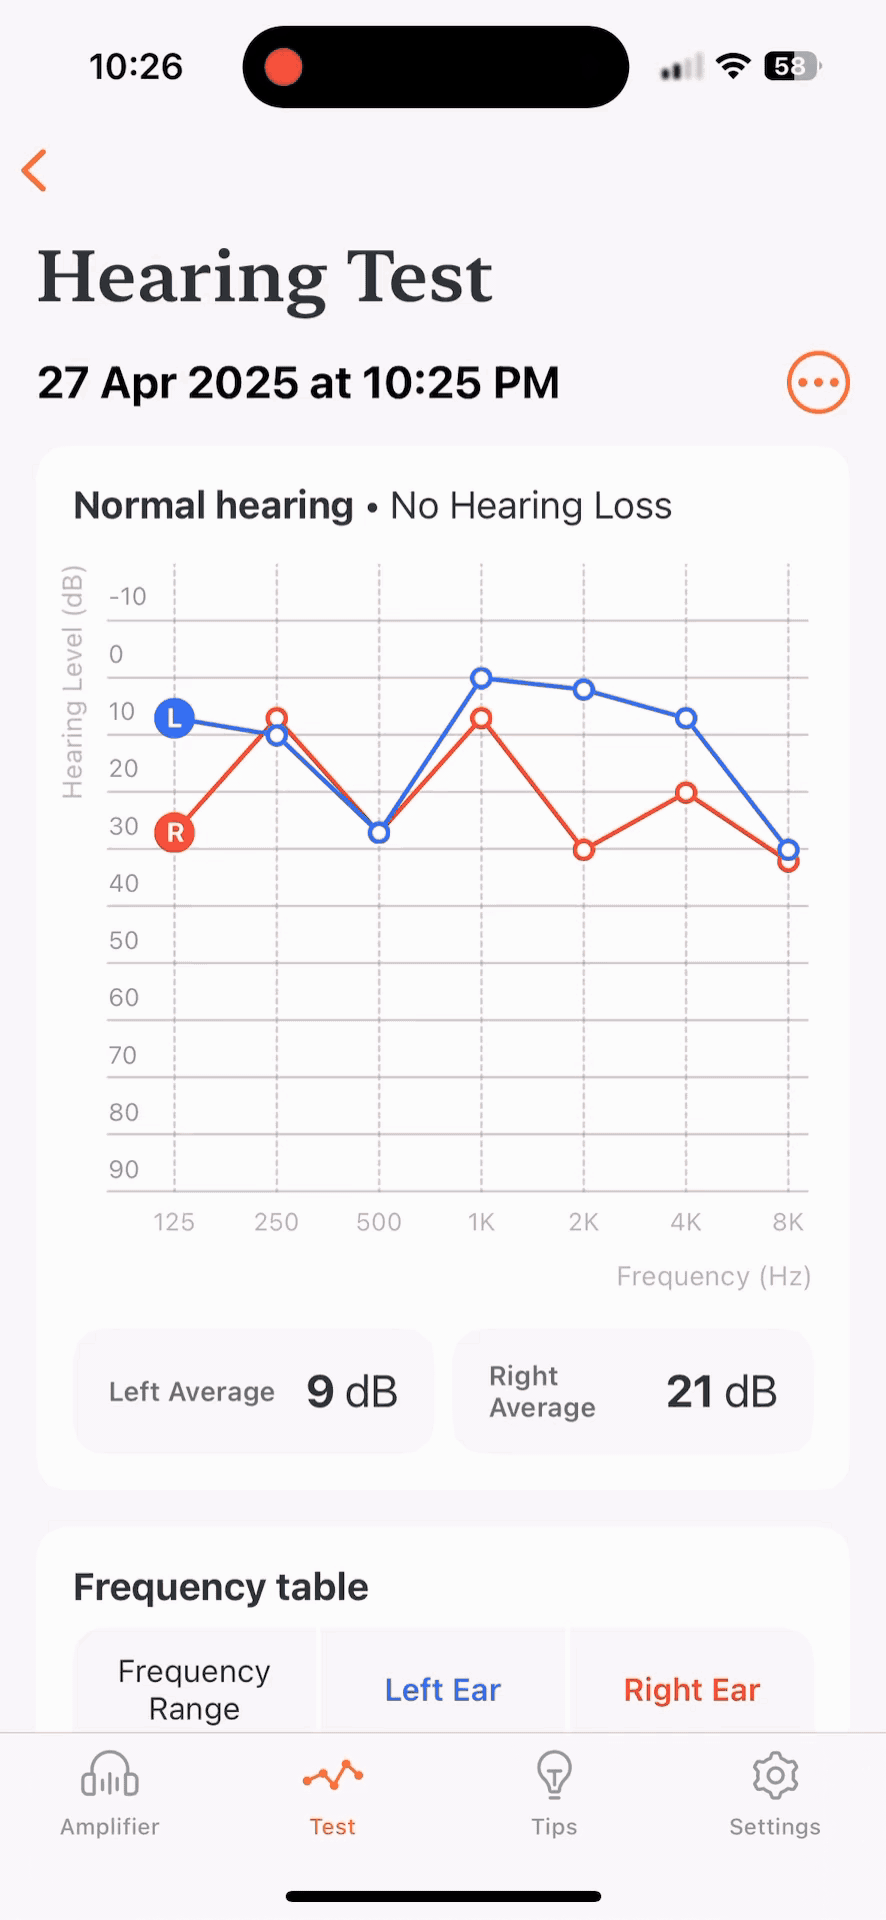 10:26
58
Hearing Test
27 Apr 2025 at 10:25 PM
Normal hearing • No Hearing Loss
Hearing Level (dB)
-10
0
10
20
30
40
50
60
70
80
90
L
R
125 250 500 1K 2K 4K 8K
Frequency (Hz)
Left Average 9 dB
Right
Average
21 dB
Frequency table
Frequency
Range
Left Ear
Right Ear
Amplifier Test Tips Settings